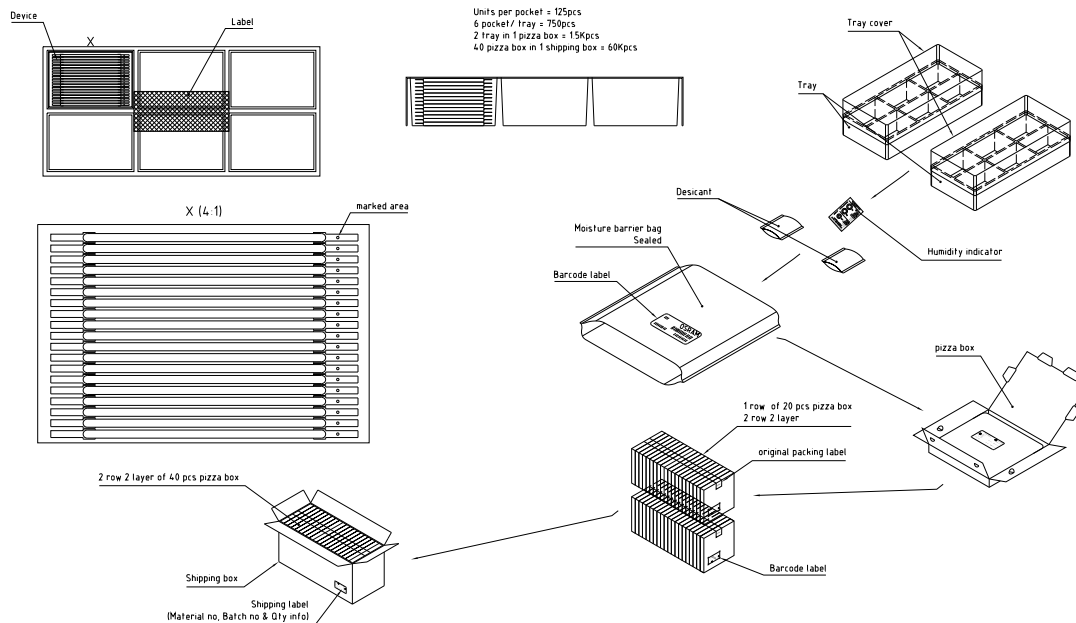 Device
Label
X
Units per pocket = 125pcs
6 pocket/ tray = 750pcs
2 tray in 1 pizza box = 1.5Kpcs
40 pizza box in 1 shipping box = 60Kpcs
Tray cover
Tray
X (4:1)
marked area
Desicant
Moisture barrier bag
Sealed
Humidity indicator
Barcode label
OSRAM
pizza box
1 row of 20 pcs pizza box
2 row 2 layer
original packing label
2 row 2 layer of 40 pcs pizza box
Barcode label
Shipping box
Shipping label
(Material no, Batch no & Qty info)